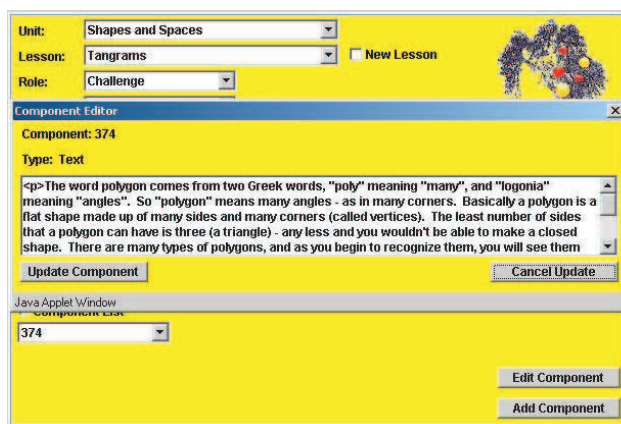 Unit: Shapes and Spaces
Lesson: Tangrams New Lesson
Role: Challenge
Component Editor
Component: 374
Type: Text
<p>The word polygon comes from two Greek words, "poly" meaning "many", and "logonia"
meaning "angles". So "polygon" means many angles - as in many corners. Basically a polygon is a
flat shape made up of many sides and many corners (called vertices). The least number of sides
that a polygon can have is three (a triangle) - any less and you wouldn't be able to make a closed
shape. There are many types of polygons, and as you begin to recognize them, you will see them
Update Component Cancel Update
Java Applet Window
Component List
374
Edit Component
Add Component